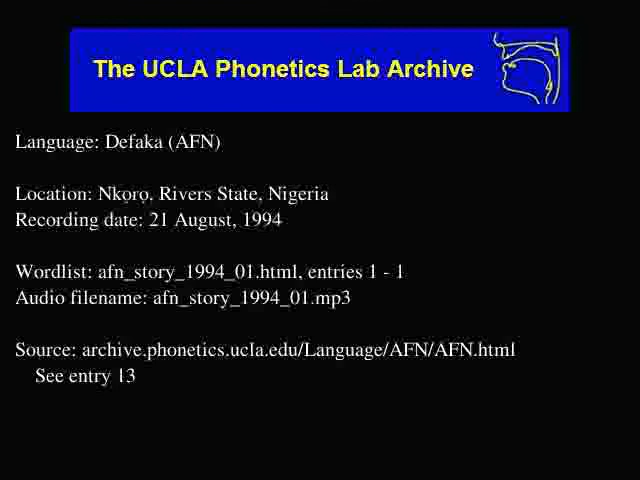 The UCLA Phonetics Lab Archive
Language: Defaka (AFN)
Location: Nkọrọ, Rivers State, Nigeria
Recording date: 21 August, 1994
Wordlist: afn_story_1994_01.html, entries 1 - 1
Audio filename: afn_story_1994_01.mp3
Source: archive.phonetics.ucla.edu/Language/AFN/AFN.html
See entry 13